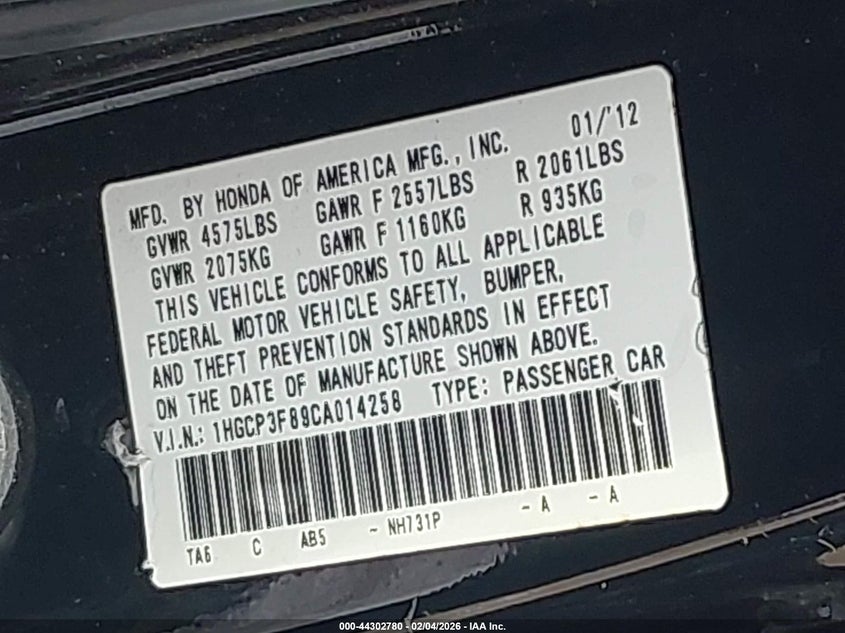 01/'12
MFD. BY HONDA OF AMERICA MFG., INC.
GVWR 4575LBS GAWR F 2557LBS R 2061LBS
GVWR 2075KG GAWR F 1160KG R 935KG
THIS VEHICLE CONFORMS TO ALL APPLICABLE
FEDERAL MOTOR VEHICLE SAFETY, BUMPER,
AND THEFT PREVENTION STANDARDS IN EFFECT
ON THE DATE OF MANUFACTURE SHOWN ABOVE.
V.I.N.: 1HGCP3F89CA014258 TYPE: PASSENGER CAR
TA6 C AB5 - NH731P - A - A
000-44302780 - 02/04/2026 - IAA Inc.